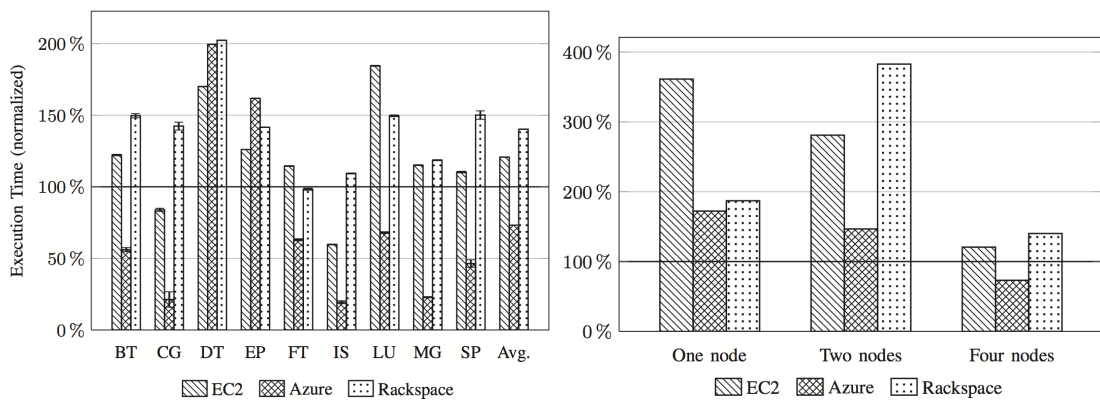 Execution Time (normalized)
200 %
150 %
100 %
50 %
0 %
BT CG DT EP FT IS LU MG SP Avg.
EC2 Azure Rackspace
400 %
300 %
200 %
100 %
0 %
One node Two nodes Four nodes
EC2 Azure Rackspace